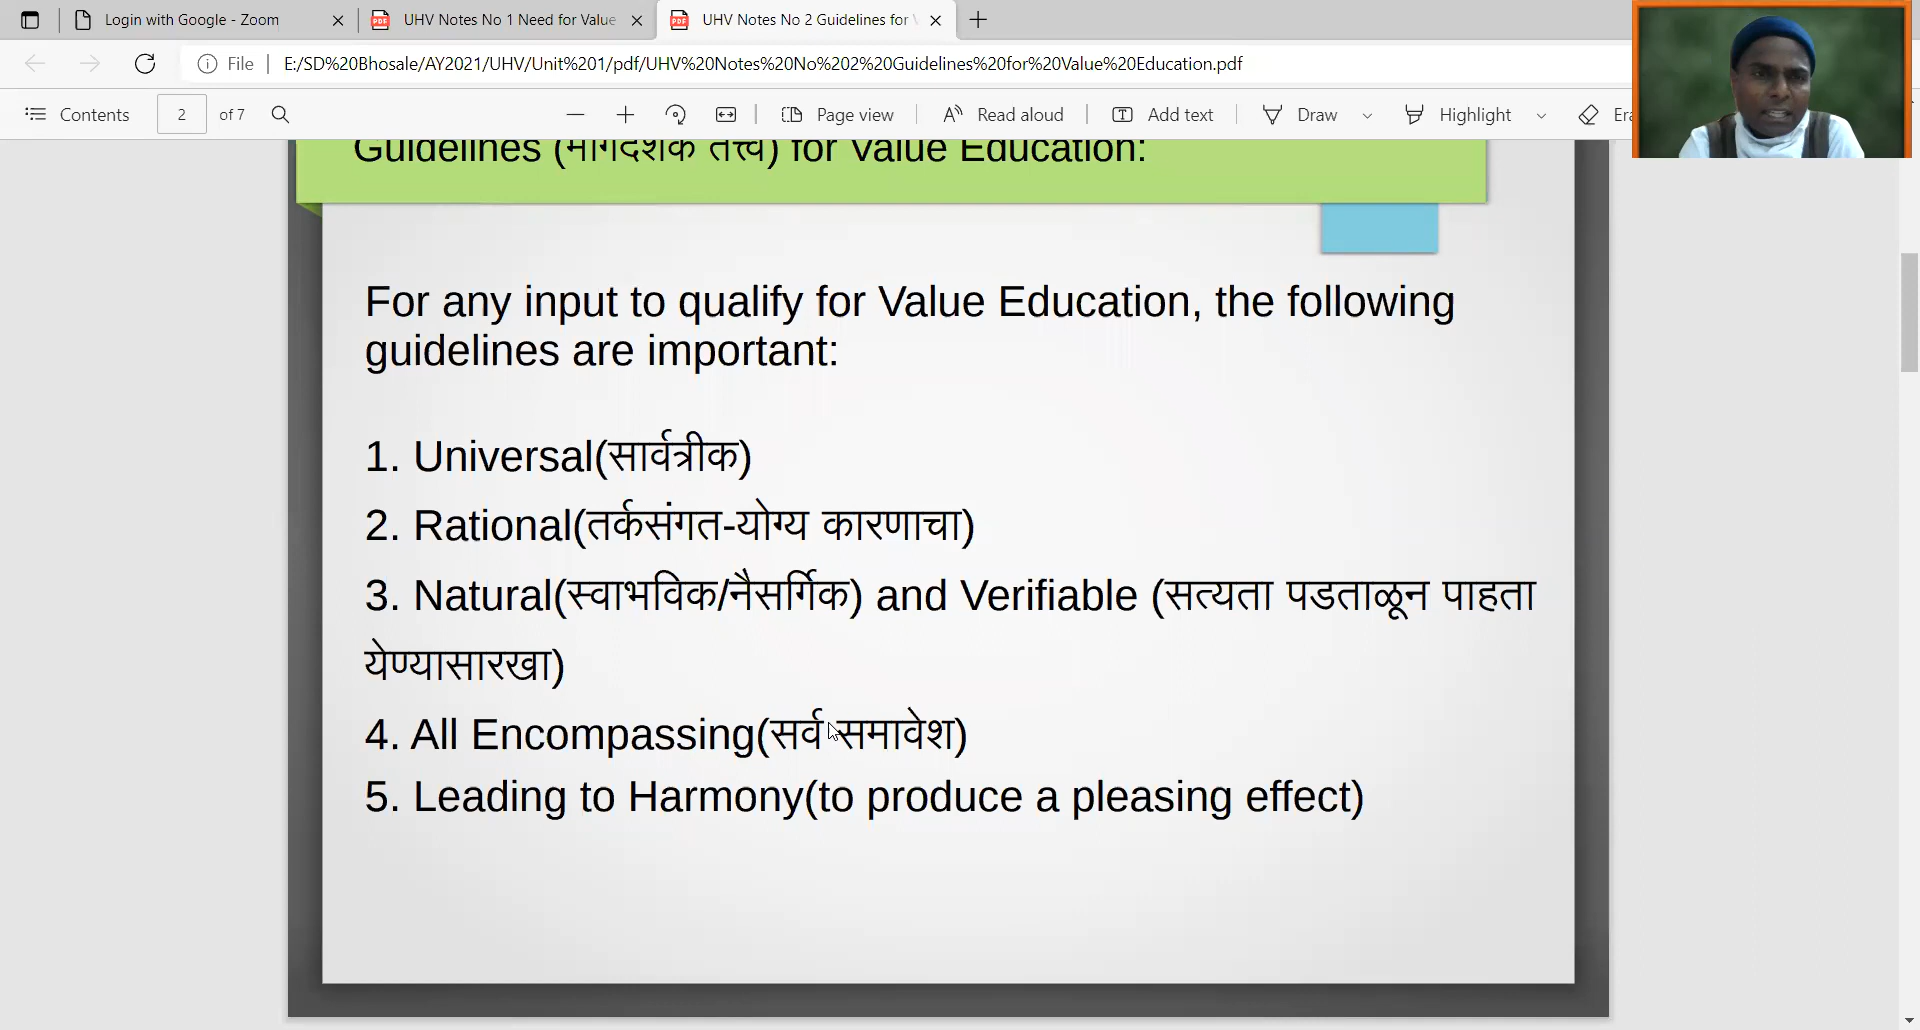 Login with Google - Zoom
UHV Notes No 1 Need for Value
UHV Notes No 2 Guidelines for
File
E:/SD%20Bhosale/AY2021/UHV/Unit%201/pdf/UHV%20Notes%20No%202%20Guidelines%20for%20Value%20Education.pdf
Contents 2 of 7 Page view Read aloud Add text Draw Highlight
Guidelines (मार्गदर्शक तत्त्व) for Value Education:
For any input to qualify for Value Education, the following
guidelines are important:
1. Universal(सार्वत्रीक)
2. Rational(तर्कसंगत-योग्य कारणाचा)
3. Natural(स्वाभविक/नैसर्गिक) and Verifiable (सत्यता पडताळून पाहता
येण्यासारखा)
4. All Encompassing(सर्व समावेश)
5. Leading to Harmony(to produce a pleasing effect)